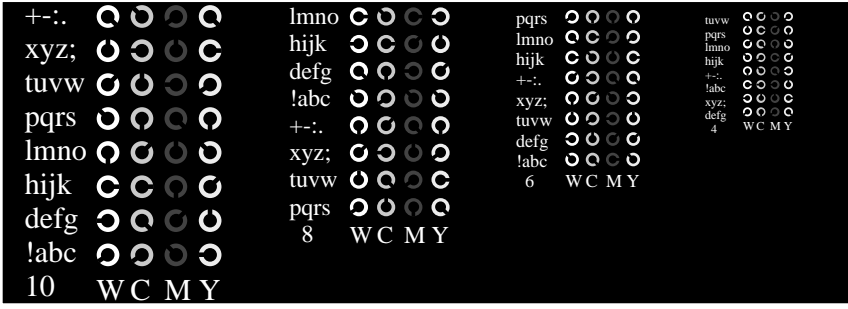 +-:.
xyz;
tuvw
pqrs
lmno
hijk
defg
!abc
10 W C M Y
lmno
hijk
defg
!abc
+-:.
xyz;
tuvw
pqrs
8 W C M Y
pqrs
lmno
hijk
+-:.
xyz;
tuvw
defg
!abc
6 W C M Y
tuvw
pqrs
lmno
hijk
+-:.
!abc
xyz;
defg
4 W C M Y